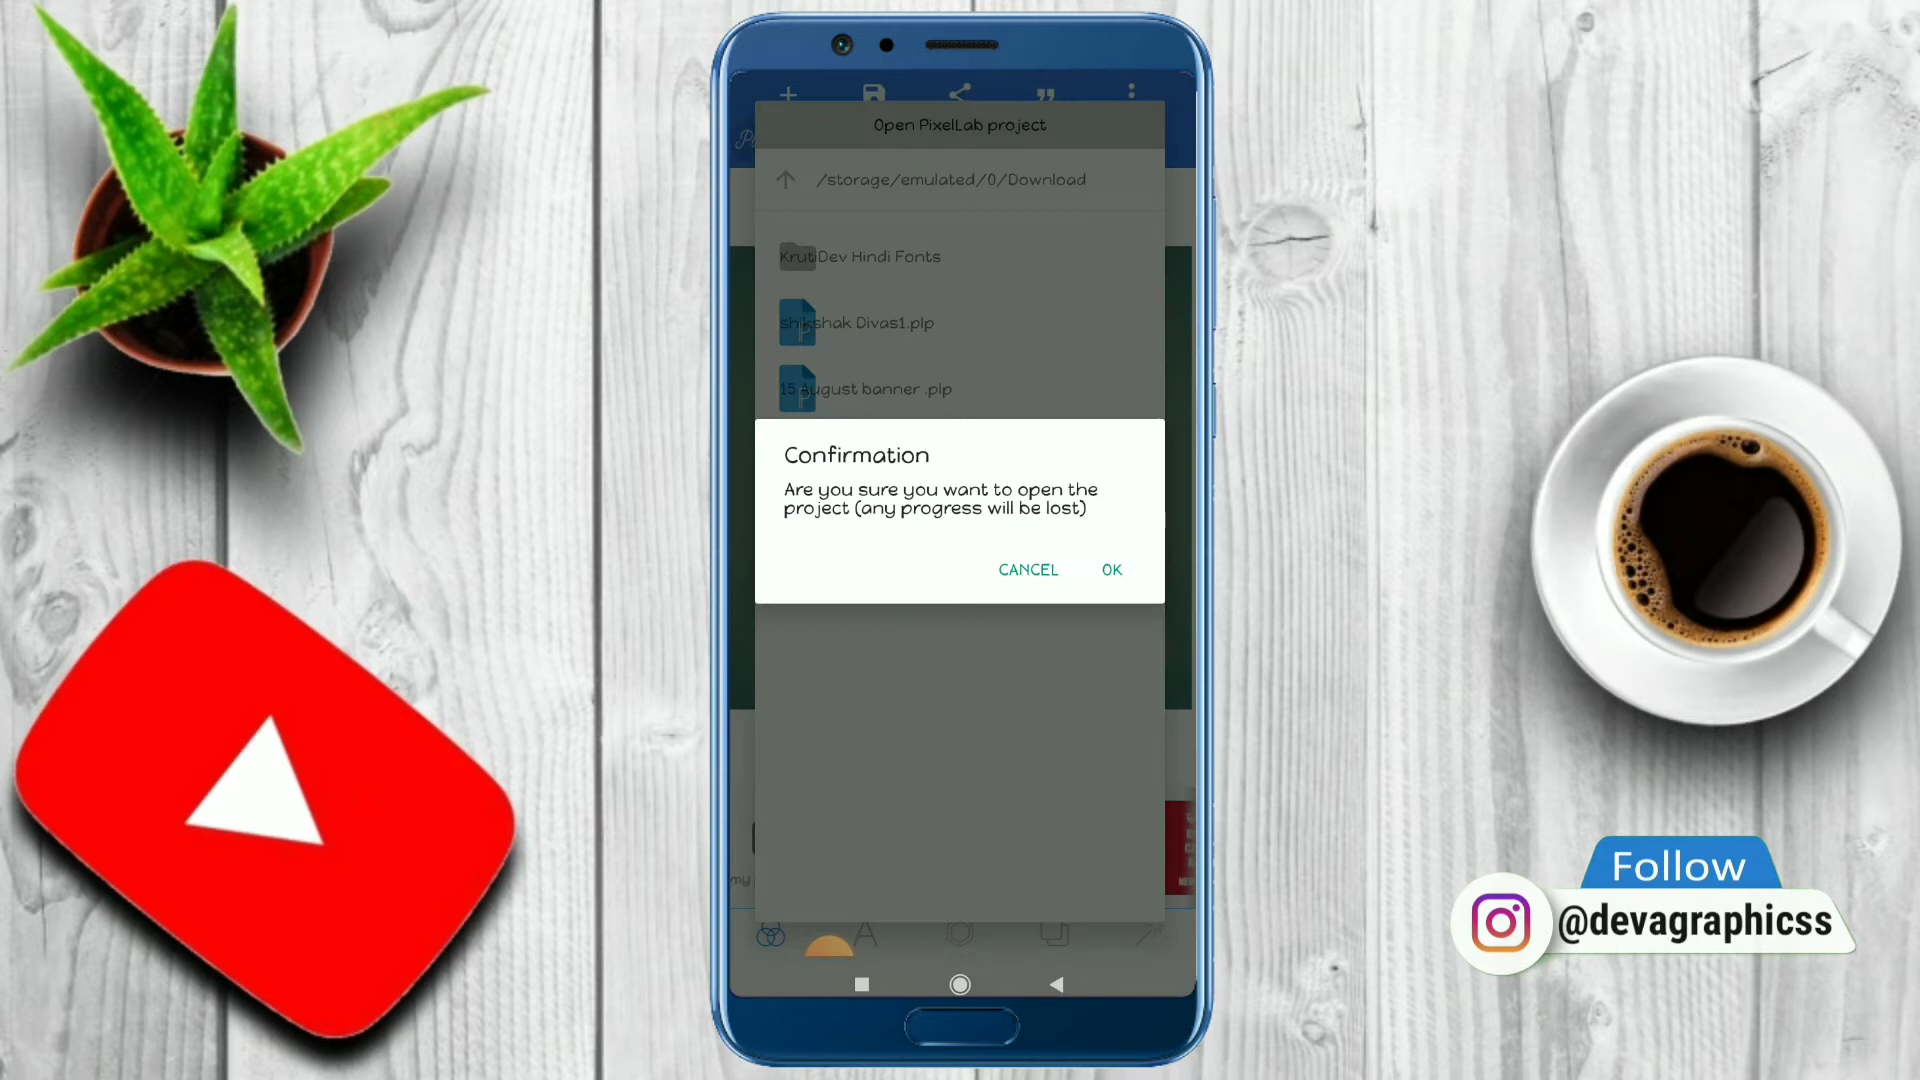 Open PixelLab project
/storage/emulated/0/Download
KrutiDev Hindi Fonts
shikshak Divas1.plp
15 August banner .plp
Confirmation
Are you sure you want to open the
project (any progress will be lost)
CANCEL OK
my
Follow
@devagraphicss